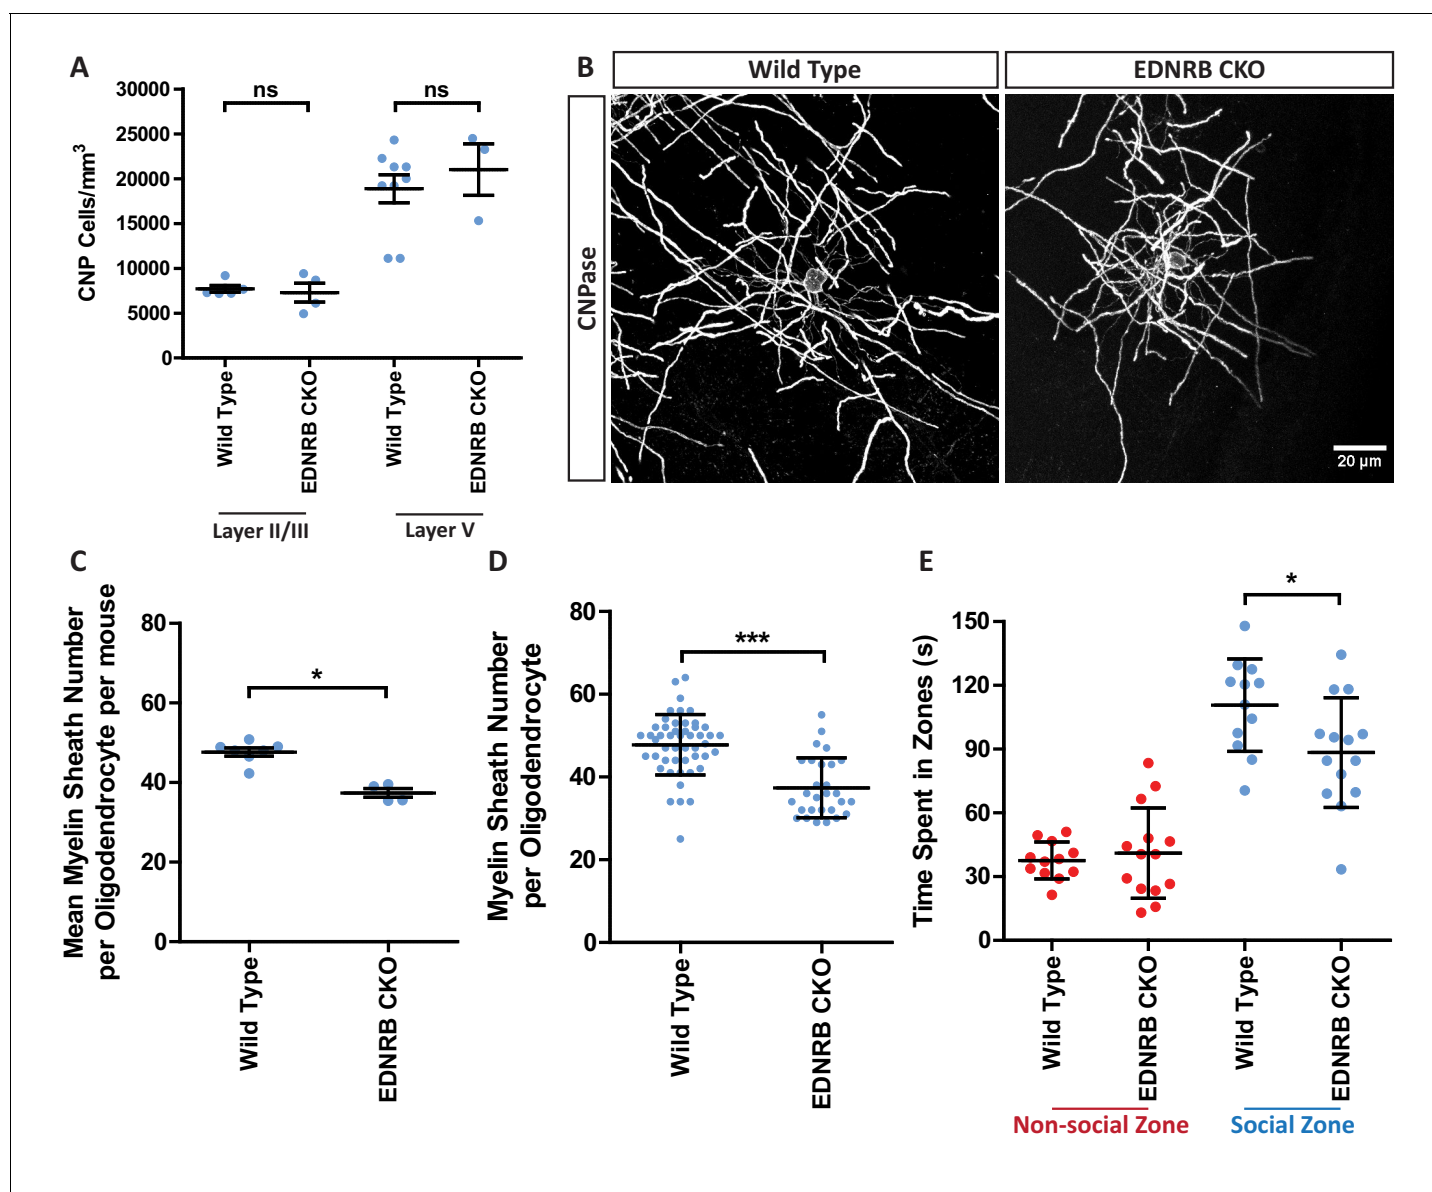 A
CNP Cells/mm³
30000
25000
20000
15000
10000
5000
0
ns
ns
Wild Type
EDNRB CKO
Wild Type
EDNRB CKO
Layer II/III
Layer V
B
Wild Type
EDNRB CKO
CNPase
20 µm
C
Mean Myelin Sheath Number
per Oligodendrocyte per mouse
80
60
40
20
0
*
Wild Type
EDNRB CKO
D
Myelin Sheath Number
per Oligodendrocyte
80
60
40
20
0
***
Wild Type
EDNRB CKO
E
Time Spent in Zones (s)
150
120
90
60
30
0
*
Wild Type
EDNRB CKO
Wild Type
EDNRB CKO
Non-social Zone
Social Zone